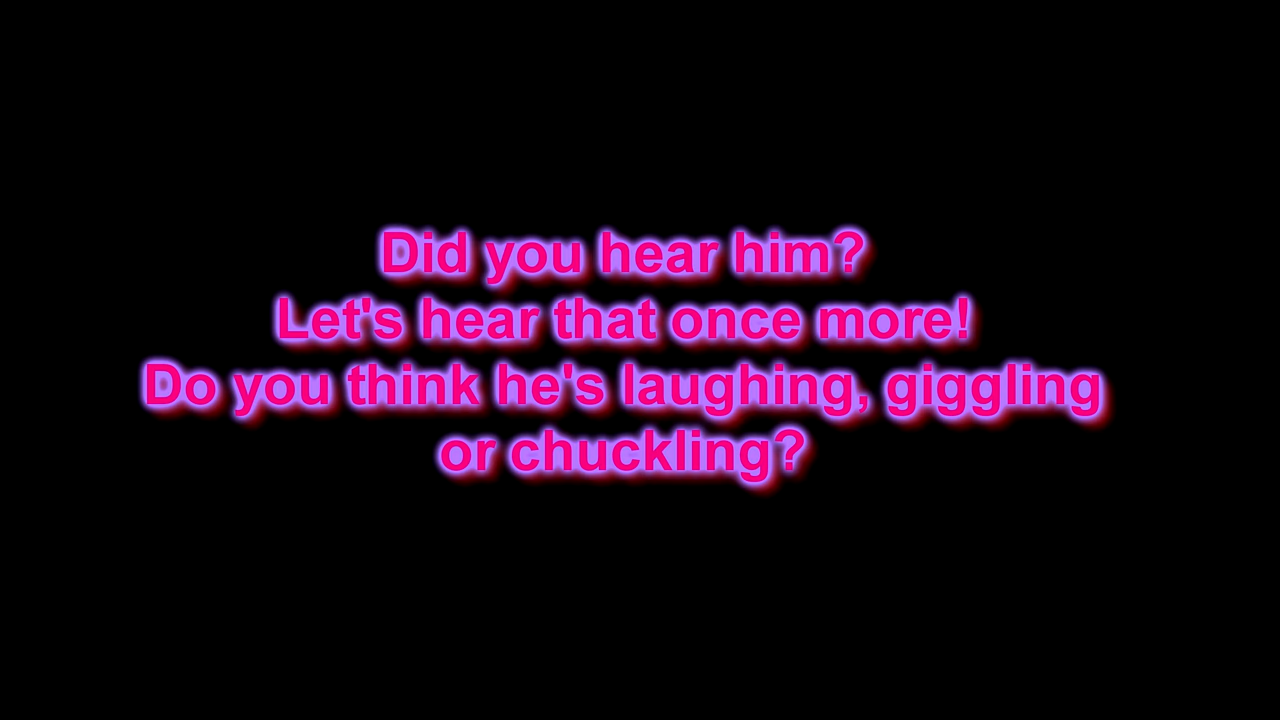 Did you hear him?
Let's hear that once more!
Do you think he's laughing, giggling
or chuckling?